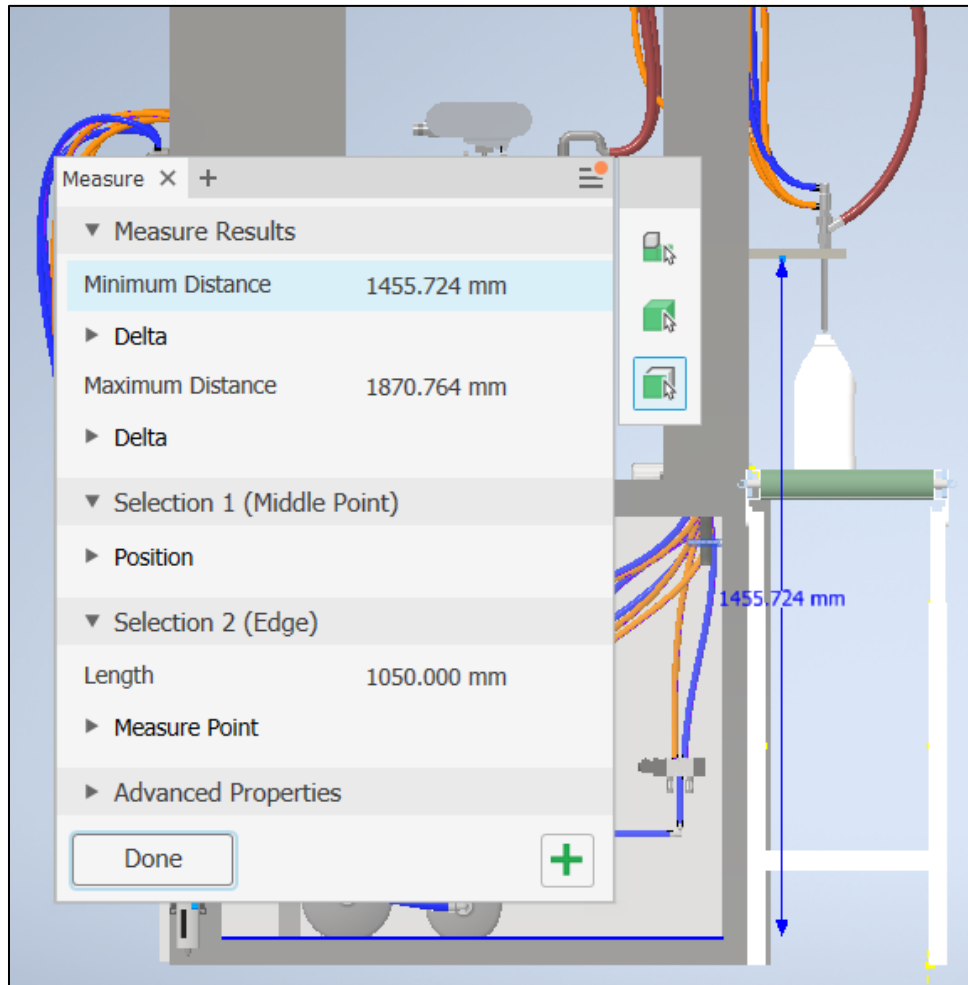 Measure
Measure Results
Minimum Distance 1455.724 mm
Delta
Maximum Distance 1870.764 mm
Delta
Selection 1 (Middle Point)
Position
Selection 2 (Edge)
Length 1050.000 mm
Measure Point
Advanced Properties
Done
1455.724 mm